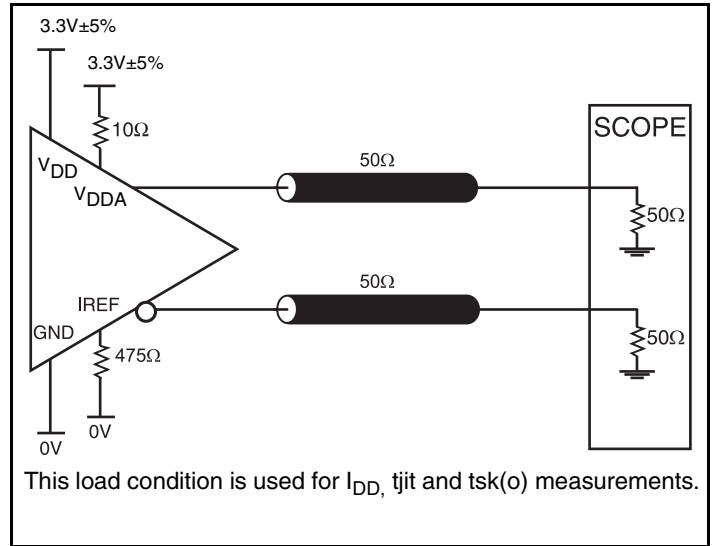 3.3V±5%
3.3V±5%
10Ω
SCOPE
VDD
VDDA
50Ω
50Ω
50Ω
IREF
GND
50Ω
475Ω
0V
0V
This load condition is used for IDD, tjit and tsk(o) measurements.